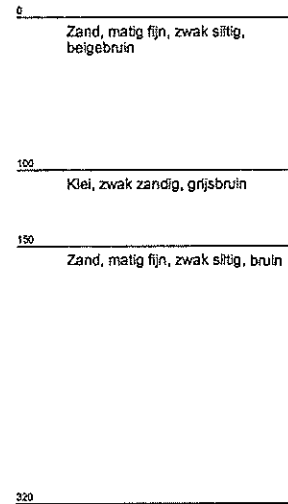 0
Zand, matig fijn, zwak siltig,
beigebruin
100
Klei, zwak zandig, grijsbruin
150
Zand, matig fijn, zwak siltig, bruin
320